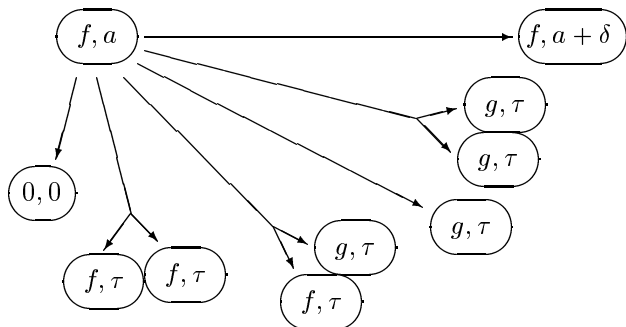 f, a
f, a + δ
g, τ
g, τ
0, 0
g, τ
g, τ
f, τ
f, τ
f, τ